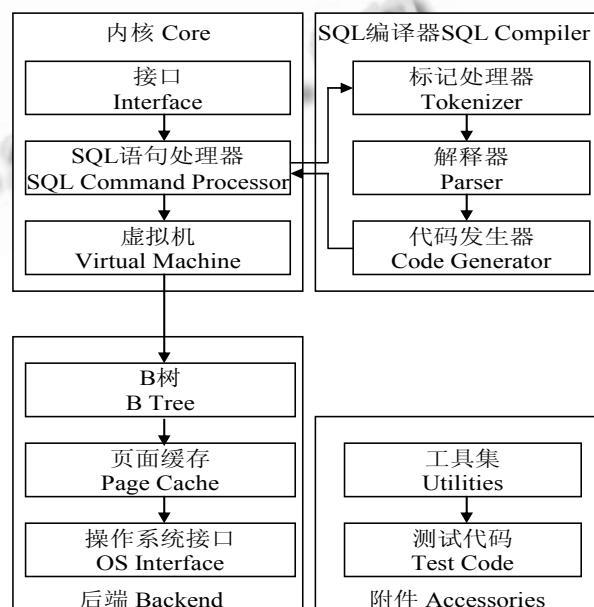 内核 Core
接口
Interface
SQL语句处理器
SQL Command Processor
虚拟机
Virtual Machine
SQL编译器SQL Compiler
标记处理器
Tokenizer
解释器
Parser
代码发生器
Code Generator
B树
B Tree
页面缓存
Page Cache
操作系统接口
OS Interface
后端 Backend
工具集
Utilities
测试代码
Test Code
附件 Accessories